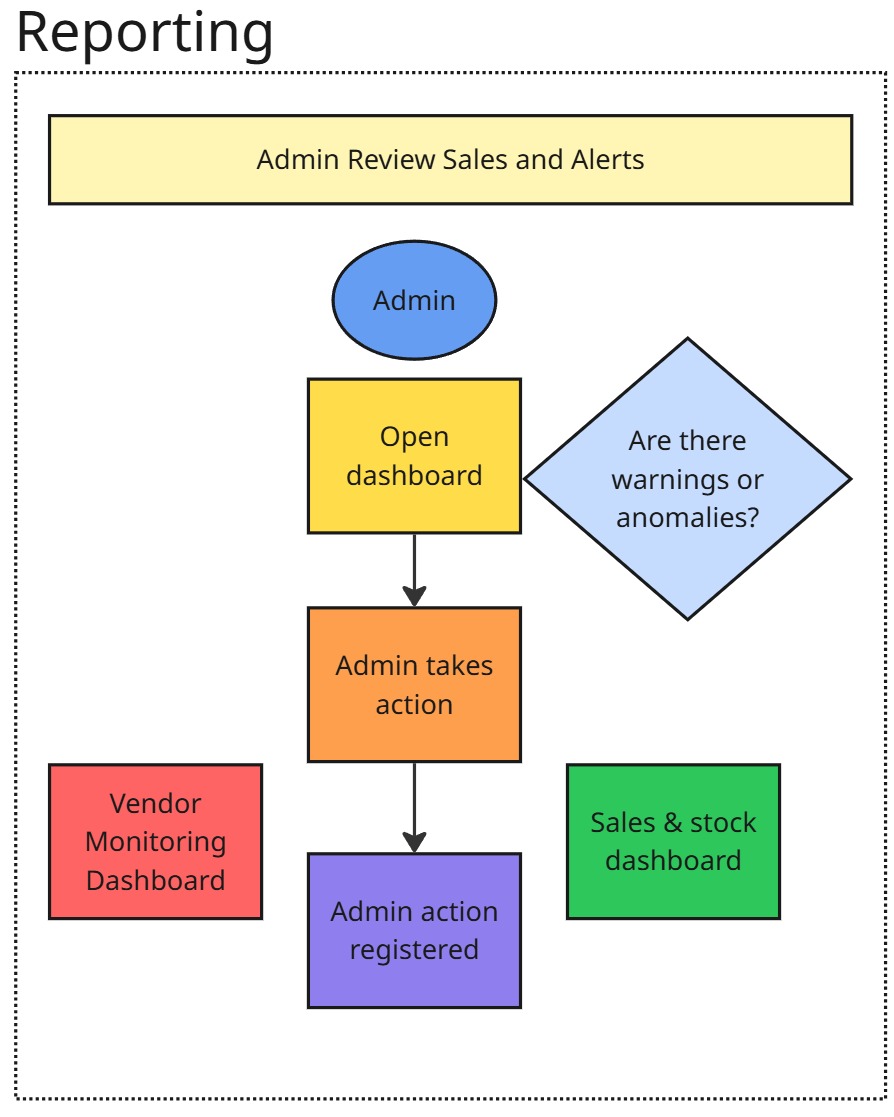 Reporting
Admin Review Sales and Alerts
Admin
Open
dashboard
Are there
warnings or
anomalies?
Admin takes
action
Vendor
Monitoring
Dashboard
Sales & stock
dashboard
Admin action
registered